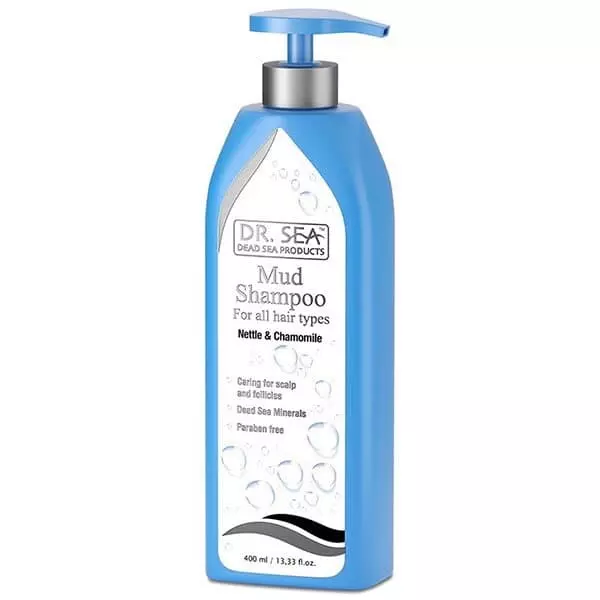 DR. SEA™
DEAD SEA PRODUCTS
Mud
Shampoo
For all hair types
Nettle & Chamomile
Caring for scalp
and follicles
Dead Sea Minerals
Paraben free
400 ml / 13,33 fl.oz.